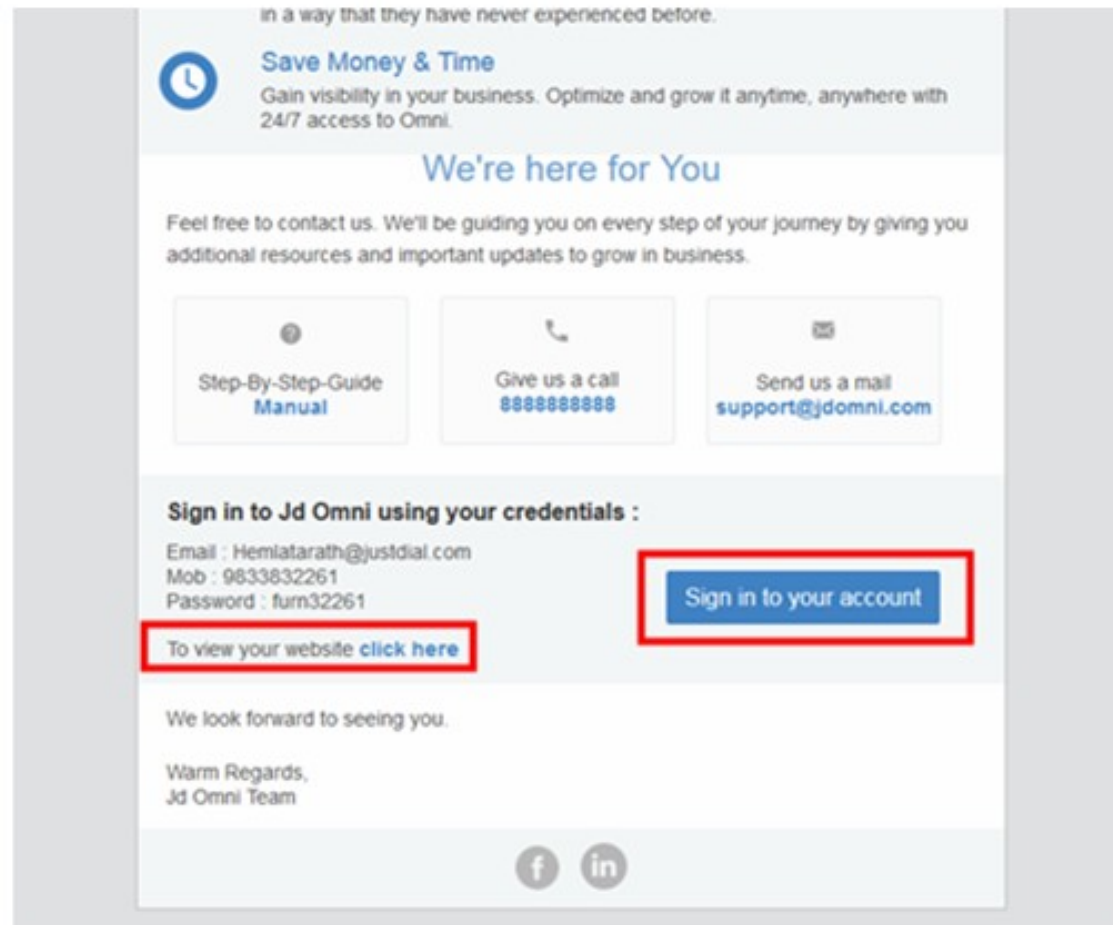 in a way that they have never experienced before.
Save Money & Time
Gain visibility in your business. Optimize and grow it anytime, anywhere with
24/7 access to Omni.
We're here for You
Feel free to contact us. We'll be guiding you on every step of your journey by giving you
additional resources and important updates to grow in business.
Step-By-Step-Guide
Manual
Give us a call
8888888888
Send us a mail
support@jdomni.com
Sign in to Jd Omni using your credentials :
Email : Hemlatarath@justdial.com
Mob : 9833832261
Password : furn32261
Sign in to your account
To view your website click here
We look forward to seeing you.
Warm Regards,
Jd Omni Team
f in